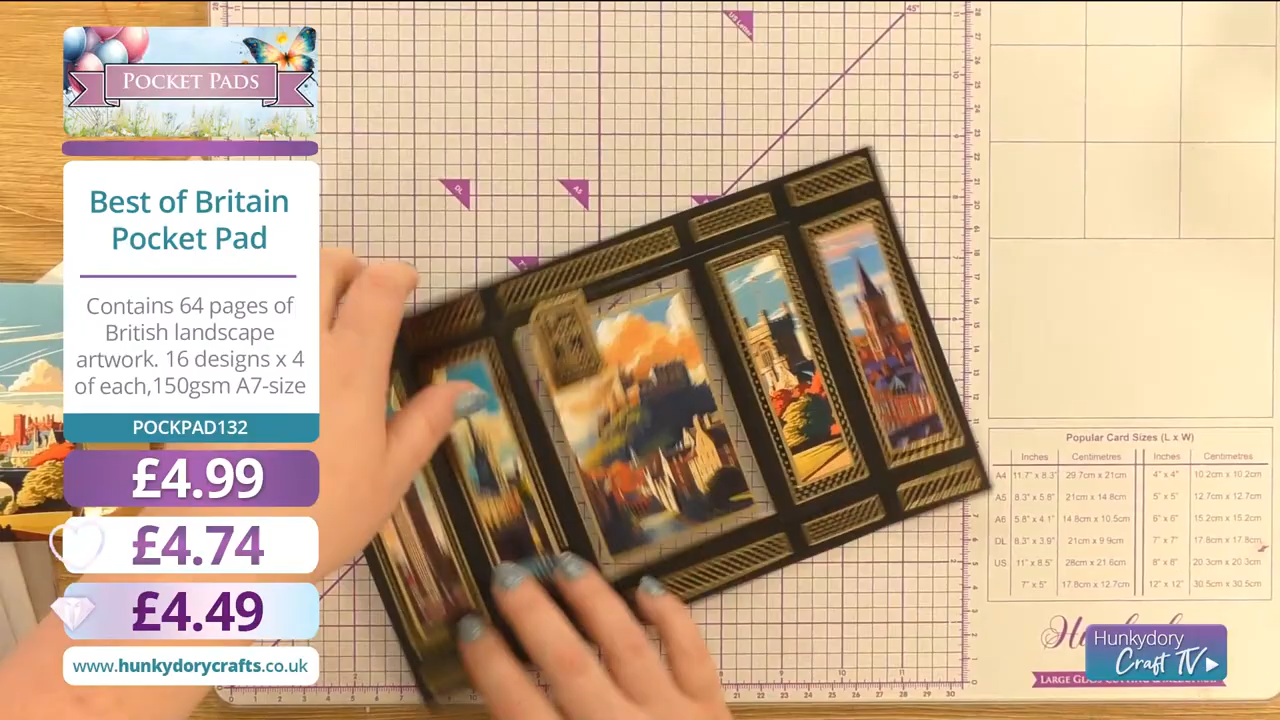 POCKET PADS
Best of Britain
Pocket Pad
Contains 64 pages of
British landscape
artwork. 16 designs x 4
of each,150gsm A7-size
POCKPAD132
£4.99
£4.74
£4.49
www.hunkydorycrafts.co.uk
US Letter
45°
DL
A5
Popular Card Sizes (L x W)
Inches Centimetres Inches Centimetres
A4 11.7" x 8.3" 29.7cm x 21cm 4" x 4" 10.2cm x 10.2cm
A5 8.3" x 5.8" 21cm x 14.8cm 5" x 5" 12.7cm x 12.7cm
A6 5.8" x 4.1" 14.8cm x 10.5cm 6" x 6" 15.2cm x 15.2cm
DL 8.3" x 3.9" 21cm x 9.9cm 7" x 7" 17.8cm x 17.8cm
US 11" x 8.5" 28cm x 21.6cm 8" x 8" 20.3cm x 20.3cm
7" x 5" 17.8cm x 12.7cm 12" x 12" 30.5cm x 30.5cm
Hunkydory
Craft TV